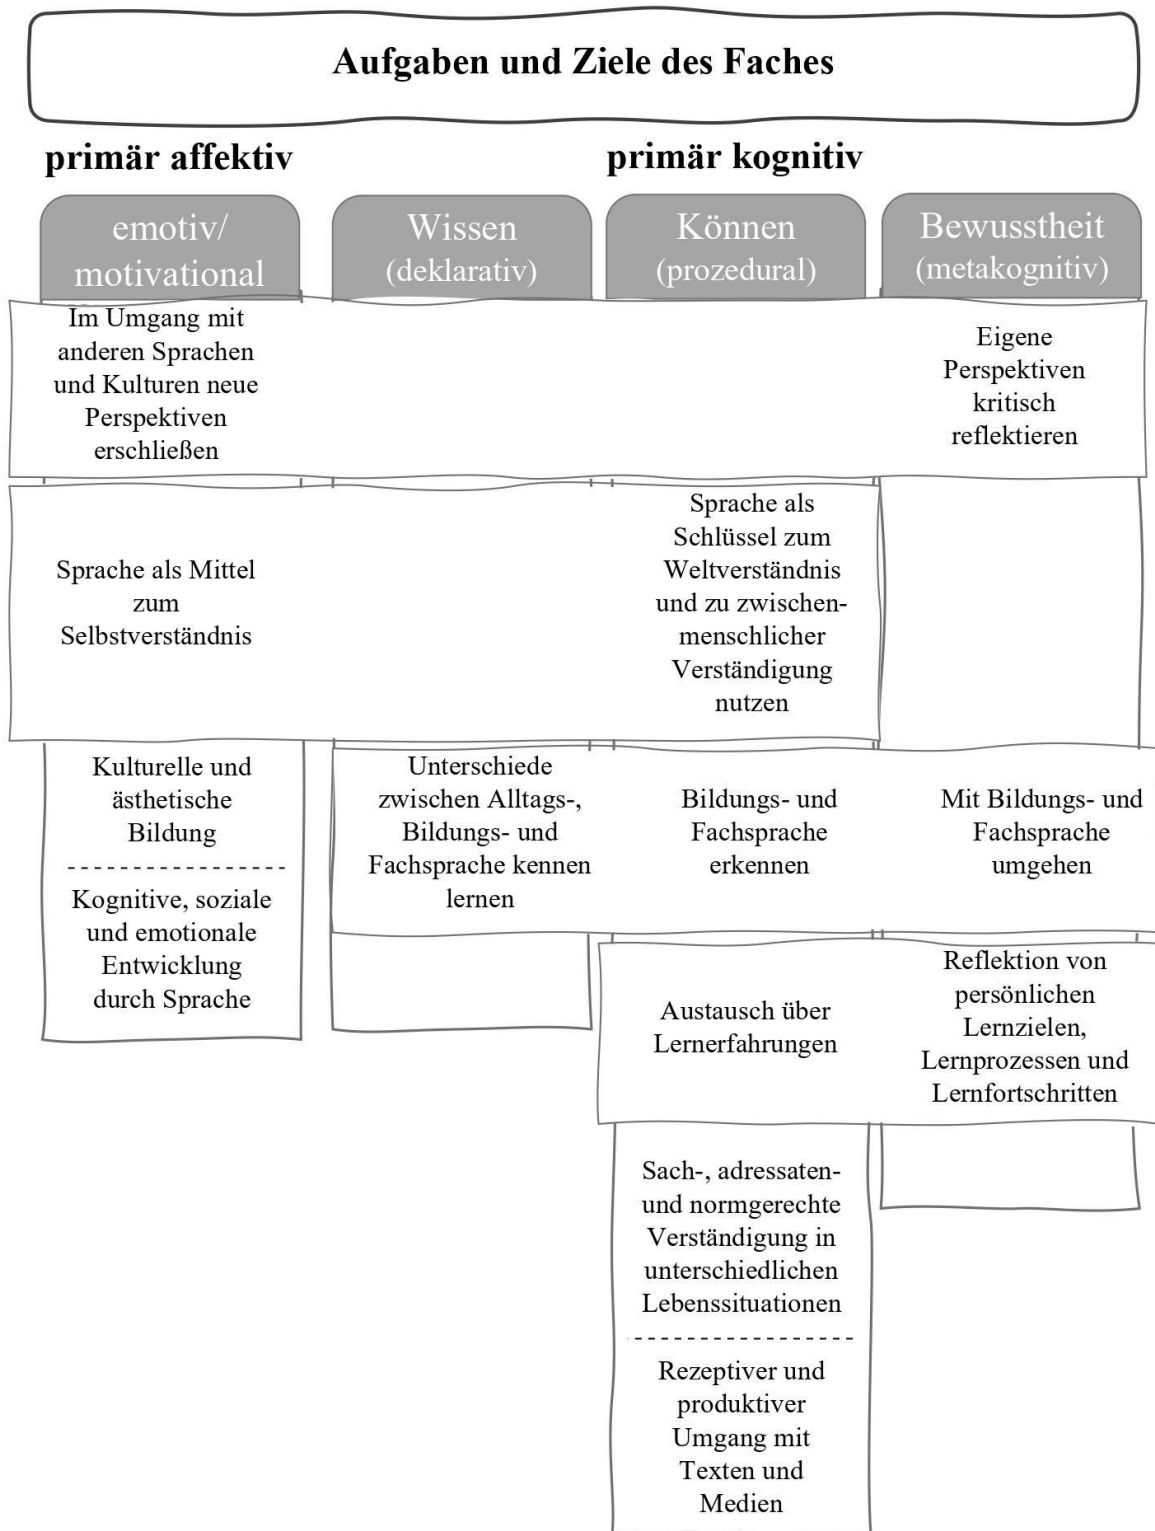 Aufgaben und Ziele des Faches
primär affektiv
primär kognitiv
emotiv/
motivational
Wissen
(deklarativ)
Können
(prozedural)
Bewusstheit
(metakognitiv)
Im Umgang mit
anderen Sprachen
und Kulturen neue
Perspektiven
erschließen
Eigene
Perspektiven
kritisch
reflektieren
Sprache als Mittel
zum
Selbstverständnis
Sprache als
Schlüssel zum
Weltverständnis
und zu zwischen-
menschlicher
Verständigung
nutzen
Kulturelle und
ästhetische
Bildung
Kognitive, soziale
und emotionale
Entwicklung
durch Sprache
Unterschiede
zwischen Alltags-,
Bildungs- und
Fachsprache kennen
lernen
Bildungs- und
Fachsprache
erkennen
Mit Bildungs- und
Fachsprache
umgehen
Austausch über
Lernerfahrungen
Reflektion von
persönlichen
Lernzielen,
Lernprozessen und
Lernfortschritten
Sach-, adressaten-
und normgerechte
Verständigung in
unterschiedlichen
Lebenssituationen
Rezeptiver und
produktiver
Umgang mit
Texten und
Medien